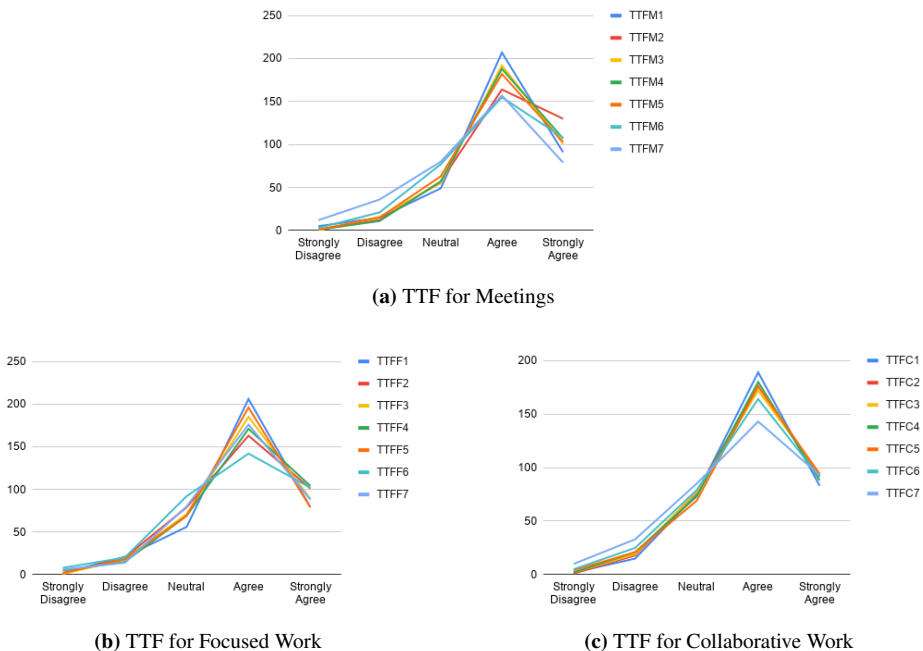 250
200
150
100
50
0
Strongly Disagree
Disagree
Neutral
Agree
Strongly Agree
TTFM1
TTFM2
TTFM3
TTFM4
TTFM5
TTFM6
TTFM7
(a) TTF for Meetings
250
200
150
100
50
0
Strongly Disagree
Disagree
Neutral
Agree
Strongly Agree
TTFF1
TTFF2
TTFF3
TTFF4
TTFF5
TTFF6
TTFF7
(b) TTF for Focused Work
200
150
100
50
0
Strongly Disagree
Disagree
Neutral
Agree
Strongly Agree
TTFC1
TTFC2
TTFC3
TTFC4
TTFC5
TTFC6
TTFC7
(c) TTF for Collaborative Work